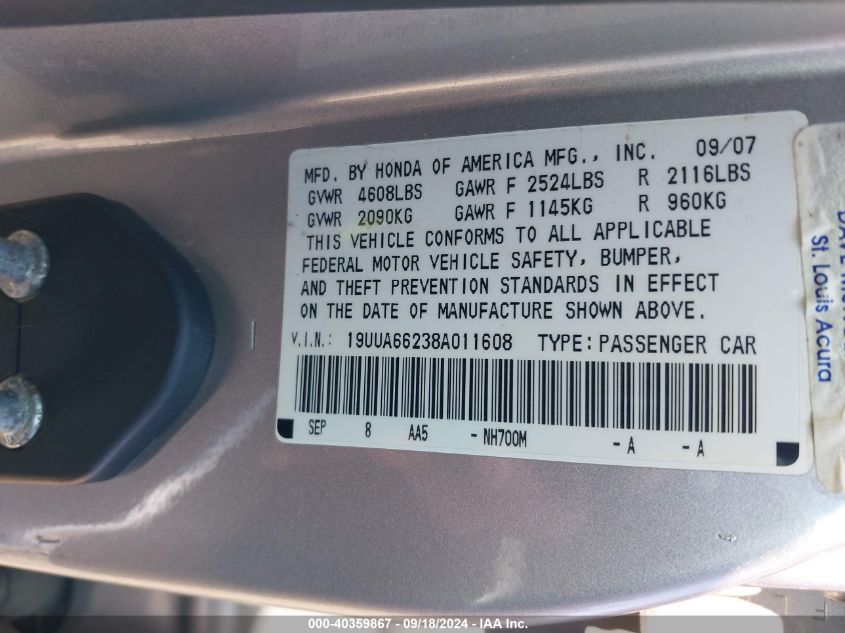 MFD. BY HONDA OF AMERICA MFG., INC. 09/07
GVWR 4608LBS GAWR F 2524LBS R 2116LBS
GVWR 2090KG GAWR F 1145KG R 960KG
THIS VEHICLE CONFORMS TO ALL APPLICABLE
FEDERAL MOTOR VEHICLE SAFETY, BUMPER,
AND THEFT PREVENTION STANDARDS IN EFFECT
ON THE DATE OF MANUFACTURE SHOWN ABOVE.
V.I.N.: 19UUA66238A011608 TYPE: PASSENGER CAR
SEP 8 AA5 - NH700M - A - A
St. Louis Acura
000-40359867 - 09/18/2024 - IAA, Inc.